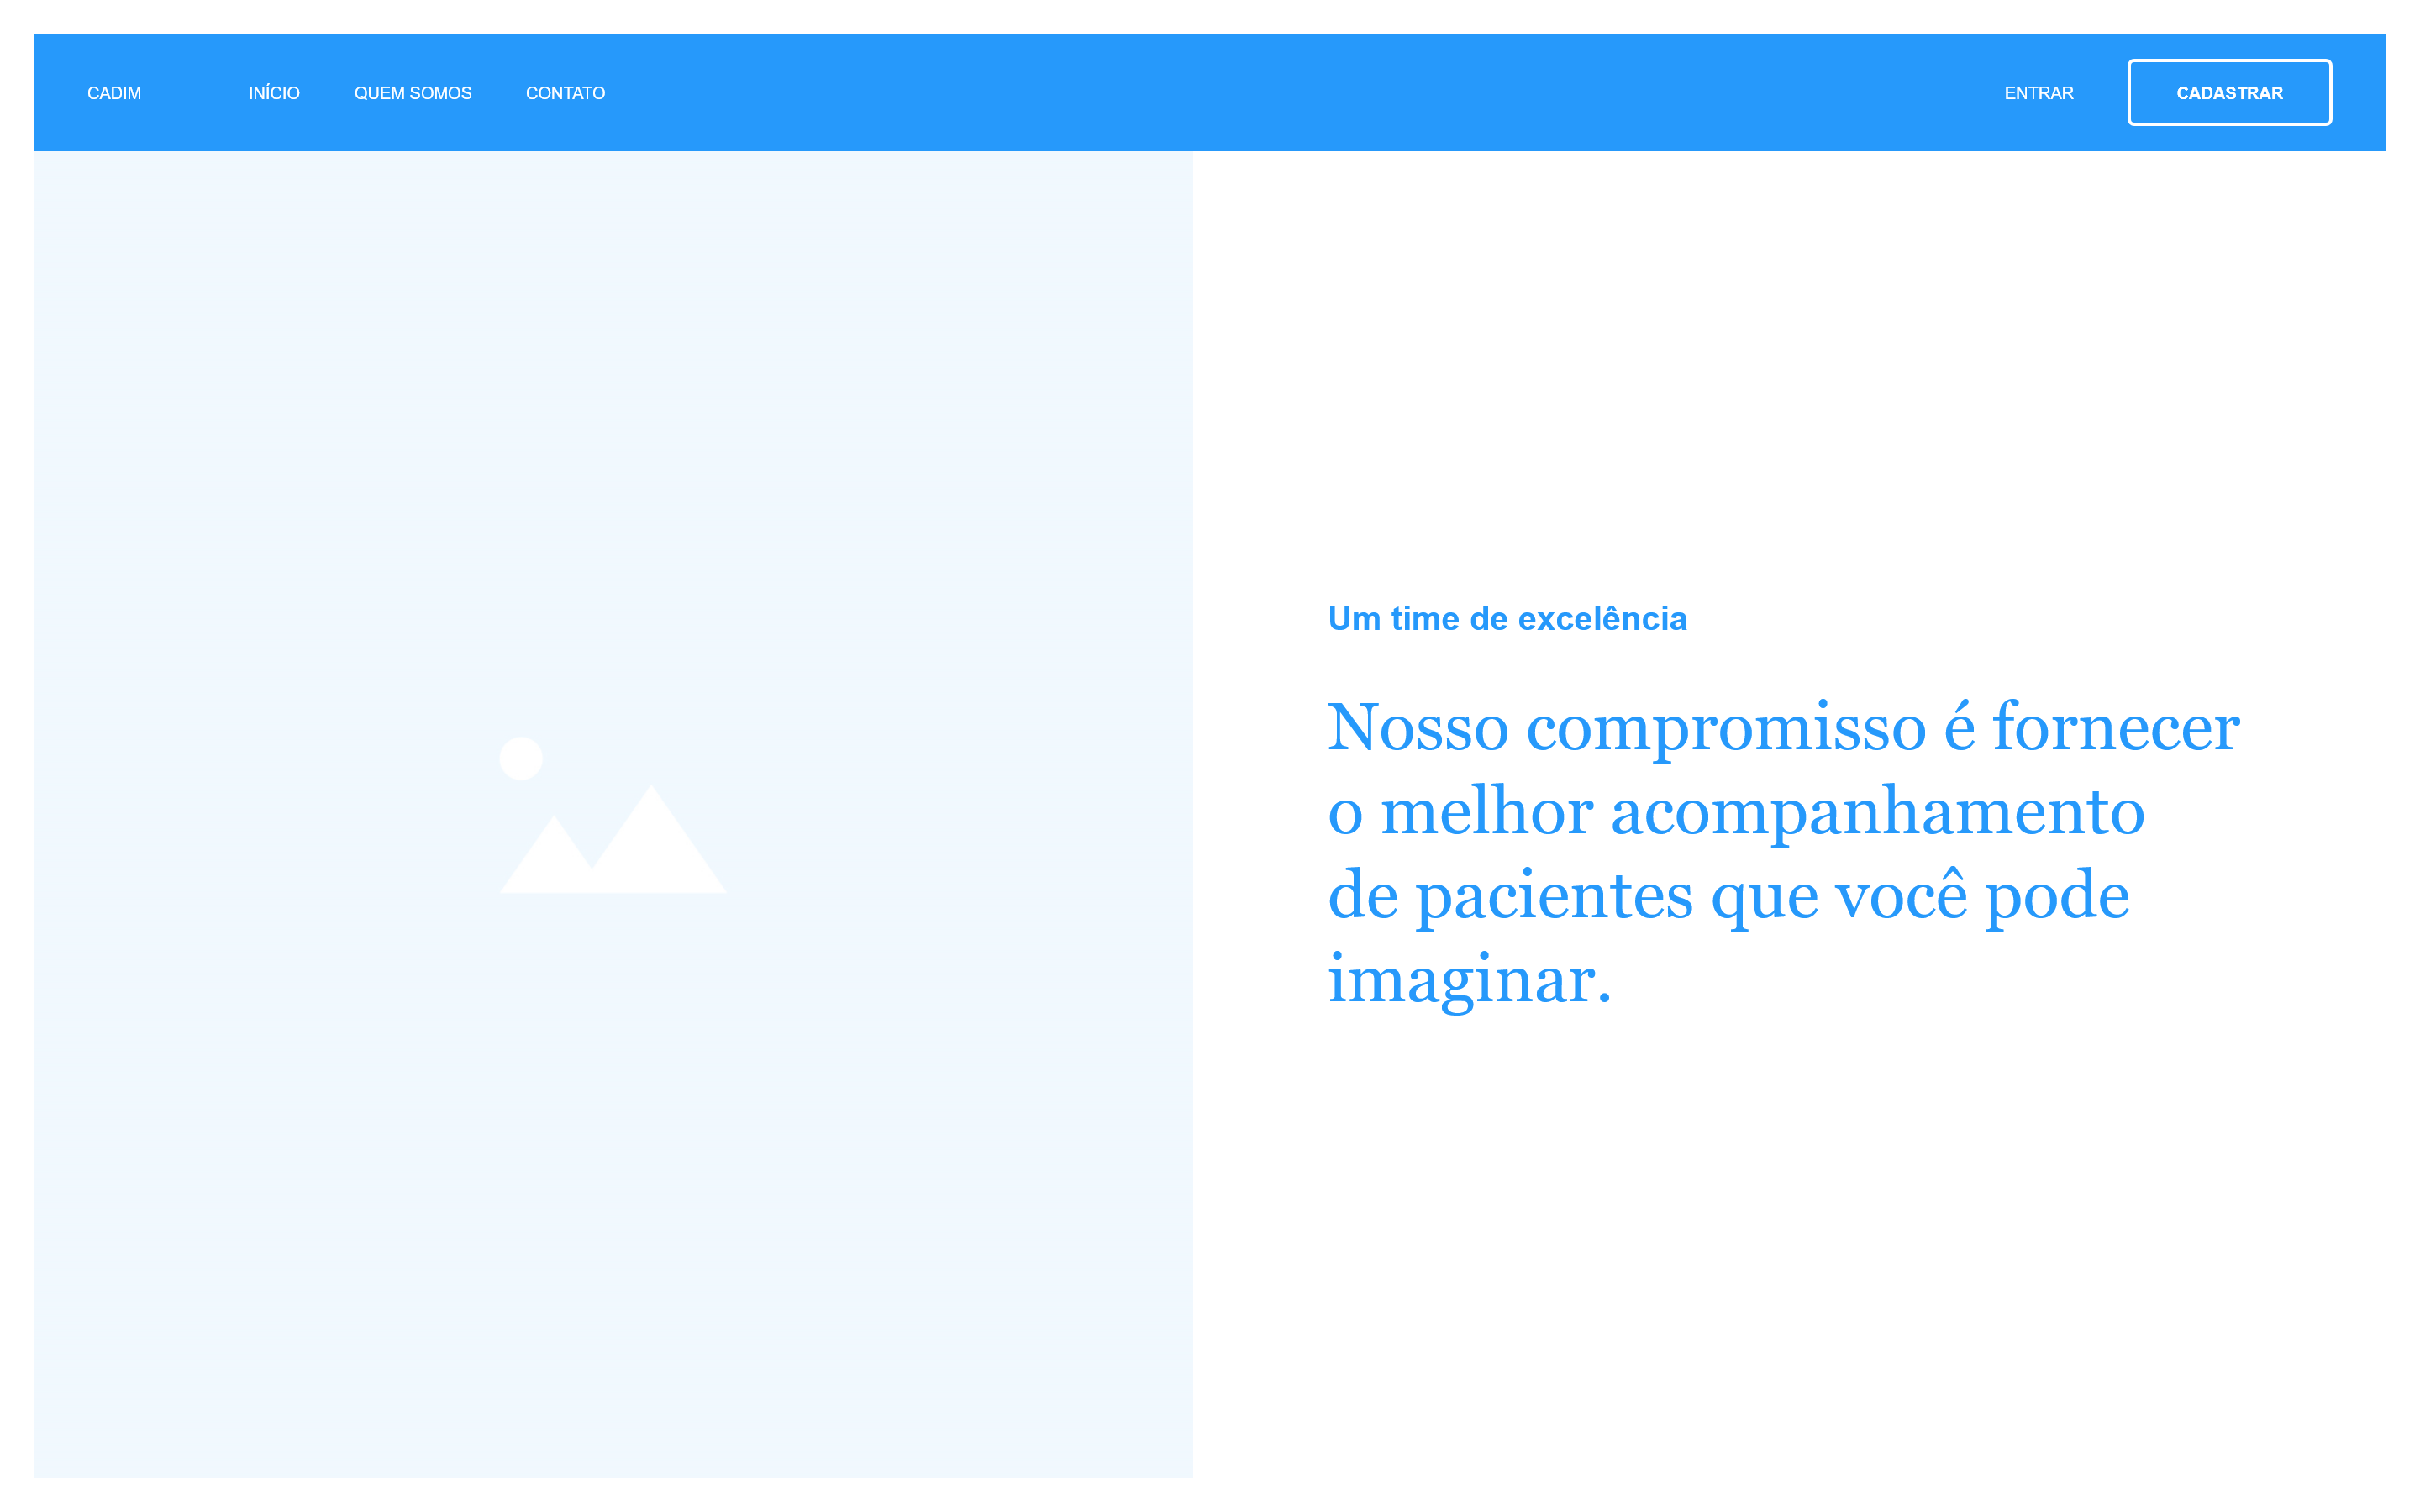 CADIM INÍCIO QUEM SOMOS CONTATO ENTRAR CADASTRAR
Um time de excelência
Nosso compromisso é fornecer
o melhor acompanhamento
de pacientes que você pode
imaginar.